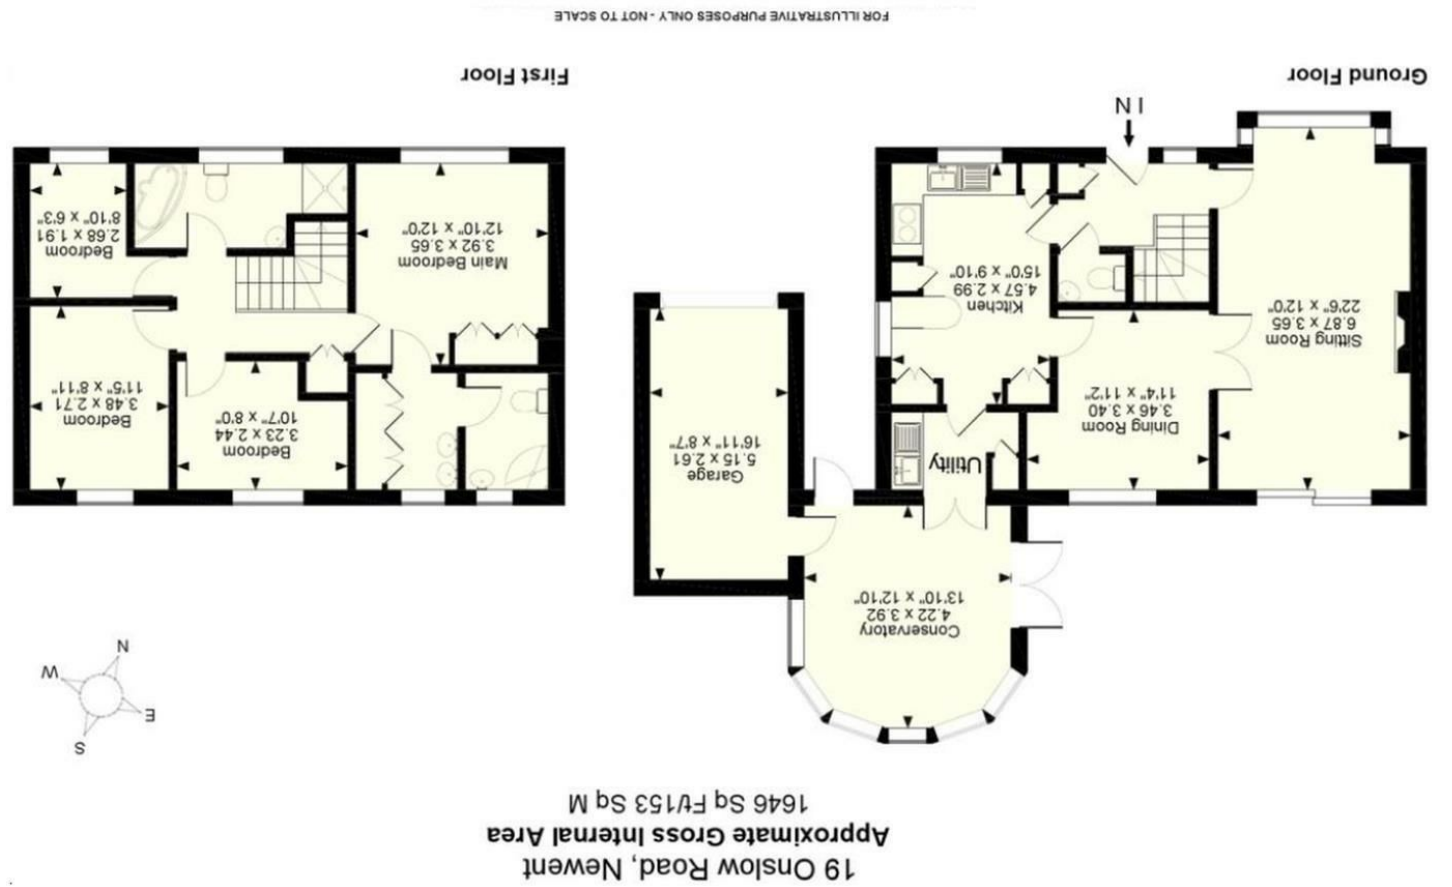 19 Onslow Road, Newent
Approximate Gross Internal Area
1646 Sq Ft/153 Sq M
S
E
W
N
Conservatory
4.22 x 3.92
13'10" x 12'10"
Garage
5.15 x 2.61
16'11" x 8'7"
Utility
Dining Room
3.46 x 3.40
11'4" x 11'2"
Sitting Room
6.87 x 3.65
22'6" x 12'0"
Kitchen
4.57 x 2.99
15'0" x 9'10"
IN
Ground Floor
Bedroom
3.23 x 2.44
10'7" x 8'0"
Bedroom
3.48 x 2.71
11'5" x 8'11"
Main Bedroom
3.92 x 3.65
12'10" x 12'0"
Bedroom
2.68 x 1.91
8'10" x 6'3"
First Floor
FOR ILLUSTRATIVE PURPOSES ONLY - NOT TO SCALE